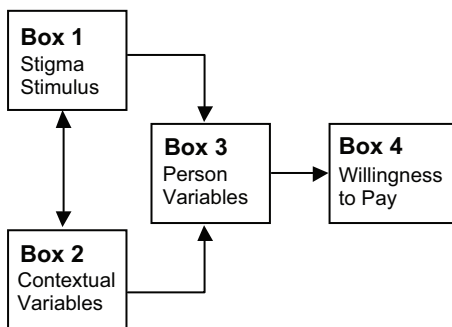 Box 1
Stigma
Stimulus
Box 2
Contextual
Variables
Box 3
Person
Variables
Box 4
Willingness
to Pay